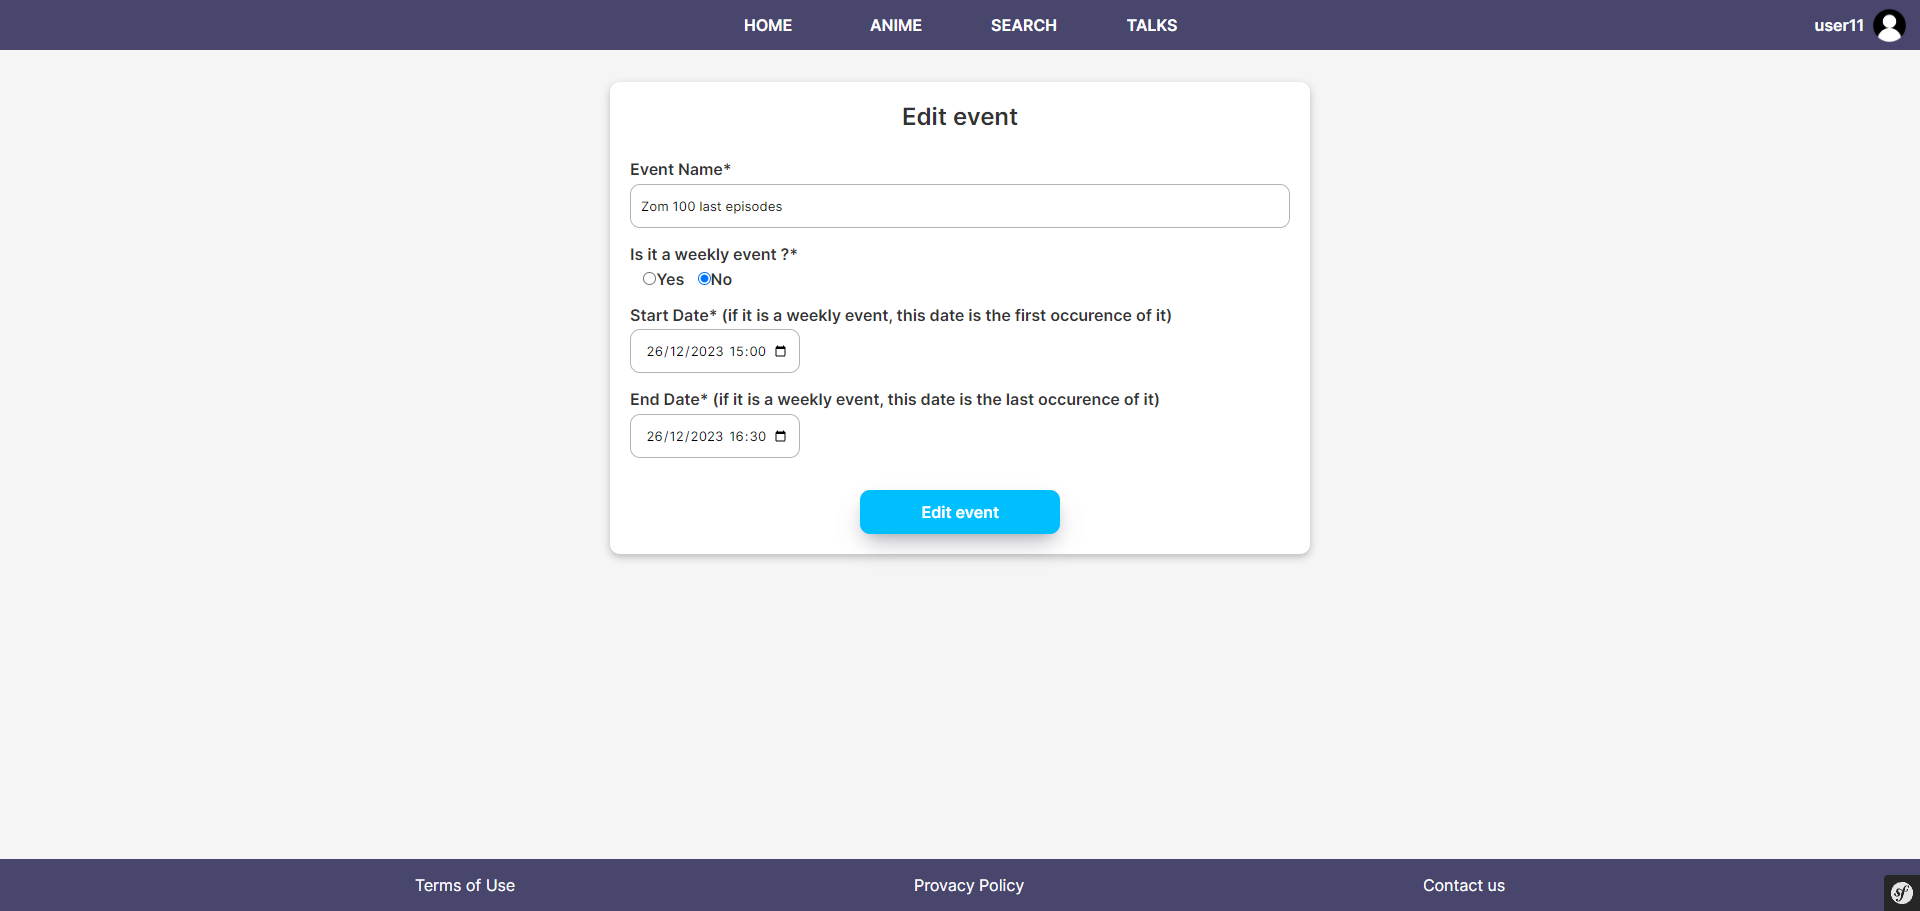 HOME ANIME SEARCH TALKS user11
Edit event
Event Name*
Zom 100 last episodes
Is it a weekly event ?*
Yes No
Start Date* (if it is a weekly event, this date is the first occurence of it)
26/12/2023 15:00
End Date* (if it is a weekly event, this date is the last occurence of it)
26/12/2023 16:30
Edit event
Terms of Use Provacy Policy Contact us
sf